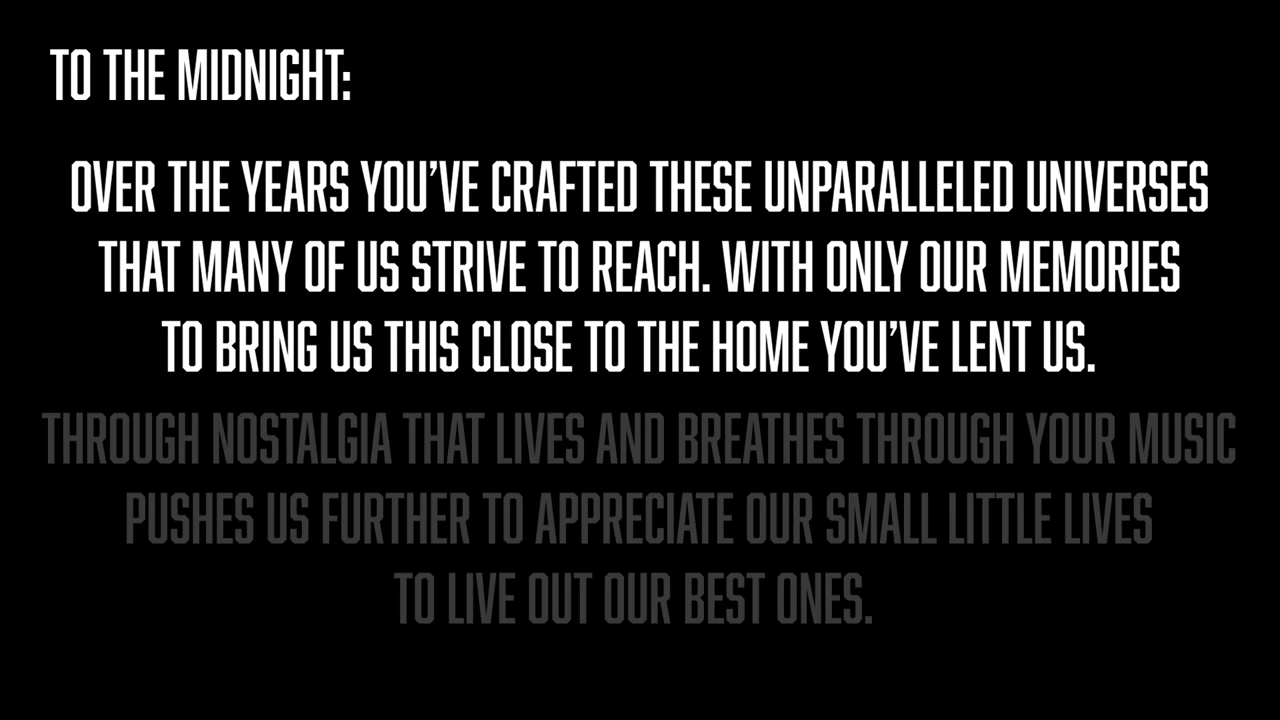 TO THE MIDNIGHT:
OVER THE YEARS YOU'VE CRAFTED THESE UNPARALLELED UNIVERSES
THAT MANY OF US STRIVE TO REACH. WITH ONLY OUR MEMORIES
TO BRING US THIS CLOSE TO THE HOME YOU'VE LENT US.
THROUGH NOSTALGIA THAT LIVES AND BREATHES THROUGH YOUR MUSIC
PUSHES US FURTHER TO APPRECIATE OUR SMALL LITTLE LIVES
TO LIVE OUT OUR BEST ONES.